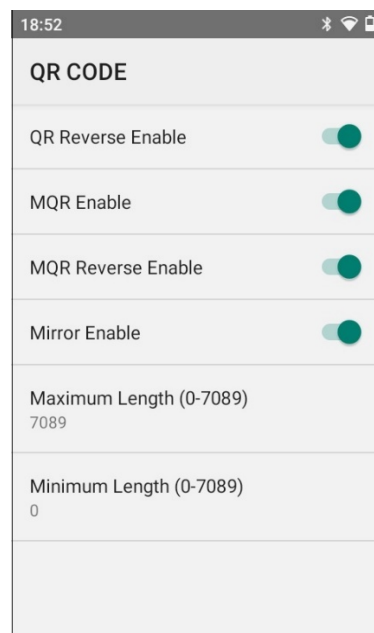 18:52
QR CODE
QR Reverse Enable
MQR Enable
MQR Reverse Enable
Mirror Enable
Maximum Length (0-7089)
7089
Minimum Length (0-7089)
0